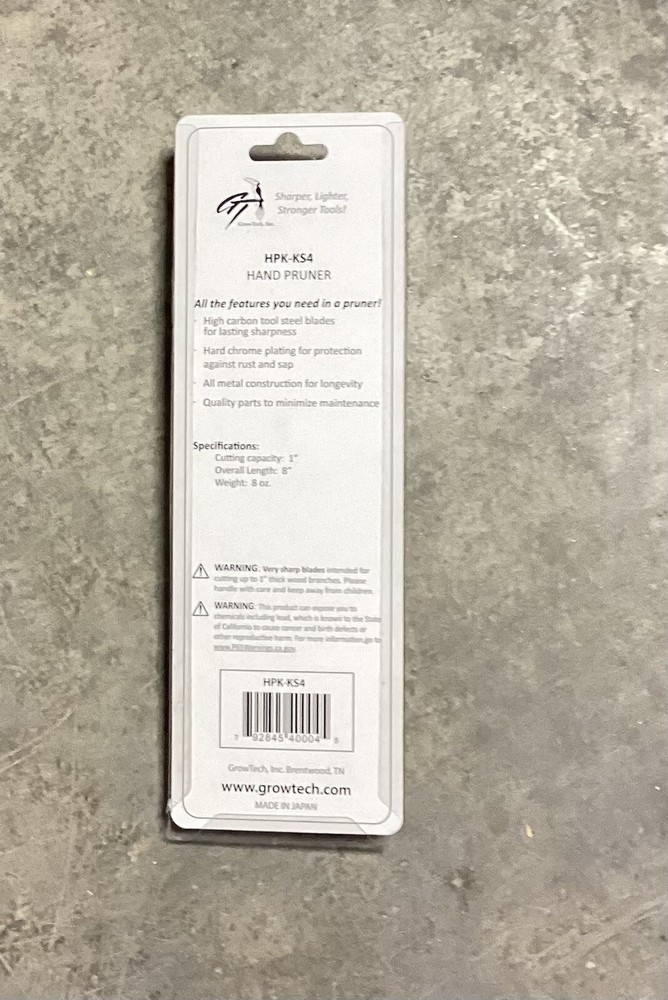 GT
Sharper, Lighter,
Stronger Tools!
GrowTech, Inc.
HPK-KS4
HAND PRUNER
All the features you need in a pruner!
· High carbon tool steel blades
for lasting sharpness
· Hard chrome plating for protection
against rust and sap
· All metal construction for longevity
· Quality parts to minimize maintenance
Specifications:
Cutting capacity: 1"
Overall Length: 8"
Weight: 8 oz.
WARNING: Very sharp blades intended for
cutting up to 1" thick wood branches. Please
handle with care and keep away from children.
WARNING: This product can expose you to
chemicals including lead, which is known to the State
of California to cause cancer and birth defects or
other reproductive harm. For more information go to
www.P65Warnings.ca.gov.
HPK-KS4
7 92845 40004 5
GrowTech, Inc. Brentwood, TN
www.growtech.com
MADE IN JAPAN